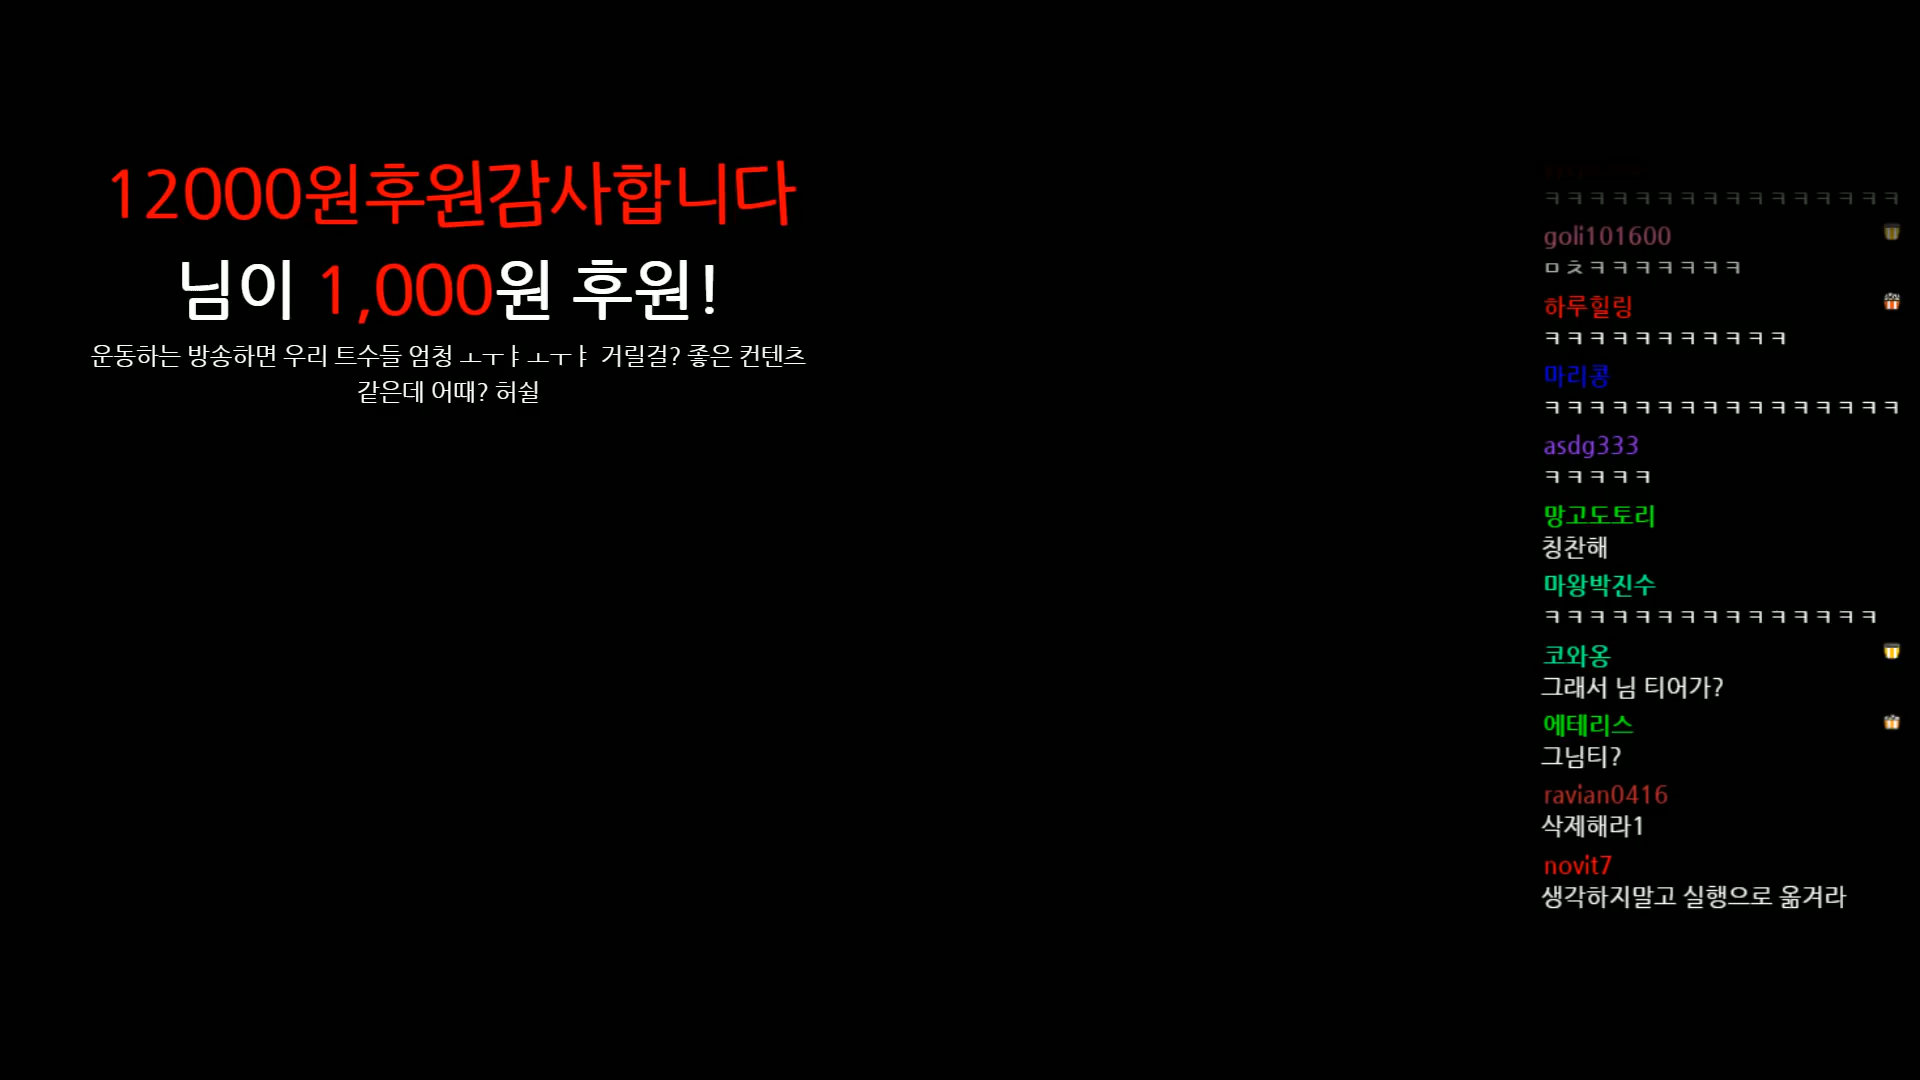 12000원후원감사합니다
님이 1,000원 후원!
운동하는 방송하면 우리 트수들 엄청 ㅗㅜㅑㅗㅜㅑ 거릴걸? 좋은 컨텐츠
같은데 어때? 허쉴
ㅋㅋㅋㅋㅋㅋㅋㅋㅋㅋㅋㅋㅋㅋㅋㅋ
goli101600
ㅁㅊㅋㅋㅋㅋㅋㅋㅋ
하루힐링
ㅋㅋㅋㅋㅋㅋㅋㅋㅋㅋㅋ
마리콩
ㅋㅋㅋㅋㅋㅋㅋㅋㅋㅋㅋㅋㅋㅋㅋㅋ
asdg333
ㅋㅋㅋㅋㅋ
망고도토리
칭찬해
마왕박진수
ㅋㅋㅋㅋㅋㅋㅋㅋㅋㅋㅋㅋㅋㅋㅋ
코와옹
그래서 님 티어가?
에테리스
그님티?
ravian0416
삭제해라1
novit7
생각하지말고 실행으로 옮겨라